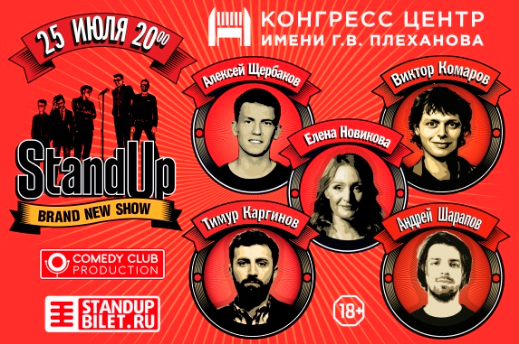 25 ИЮЛЯ 20⁰⁰
КОНГРЕСС ЦЕНТР
ИМЕНИ Г.В. ПЛЕХАНОВА
Алексей Щербаков
Виктор Комаров
StandUp
BRAND NEW SHOW
Елена Новикова
Тимур Каргинов
Андрей Шарапов
COMEDY CLUB
PRODUCTION
STANDUP
BILET.RU
18+